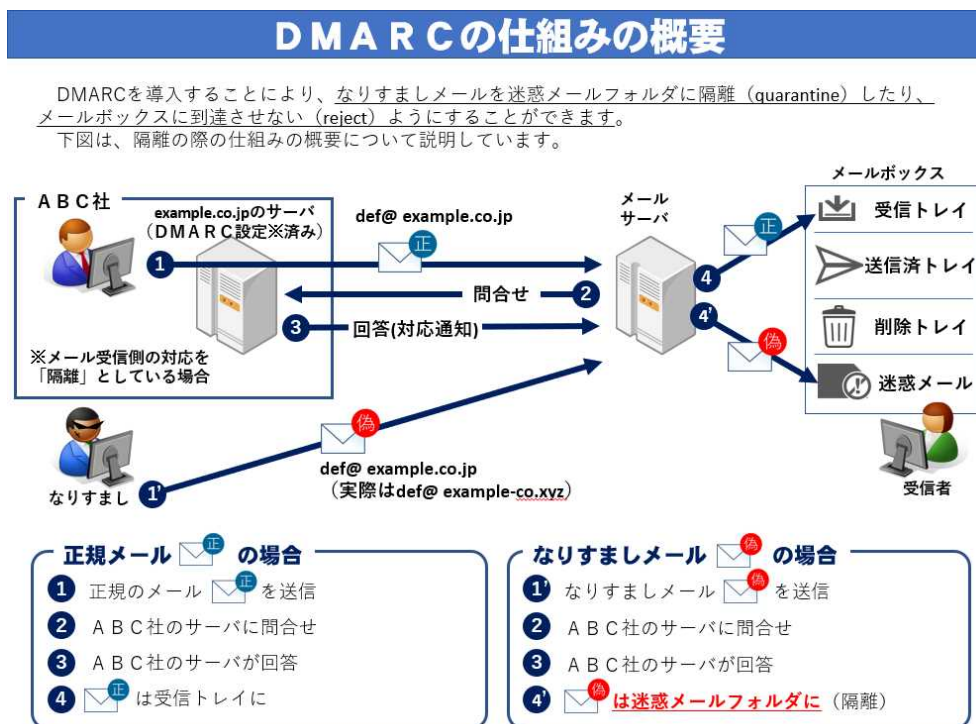 ＤＭＡＲＣの仕組みの概要
DMARCを導入することにより、なりすましメールを迷惑メールフォルダに隔離（quarantine）したり、
メールボックスに到達させない（reject）ようにすることができます。
下図は、隔離の際の仕組みの概要について説明しています。
ＡＢＣ社
example.co.jpのサーバ
（ＤＭＡＲＣ設定※済み）
※メール受信側の対応を
「隔離」としている場合
1
def@ example.co.jp
正
問合せ
2
3
回答(対応通知)
なりすまし
1'
偽
def@ example.co.jp
（実際はdef@ example-co.xyz）
メール
サーバ
4
正
4'
偽
メールボックス
受信トレイ
送信済トレイ
削除トレイ
迷惑メール
受信者
正規メール 正 の場合
1 正規のメール 正 を送信
2 ＡＢＣ社のサーバに問合せ
3 ＡＢＣ社のサーバが回答
4 正 は受信トレイに
なりすましメール 偽 の場合
1' なりすましメール 偽 を送信
2 ＡＢＣ社のサーバに問合せ
3 ＡＢＣ社のサーバが回答
4' 偽 は迷惑メールフォルダに（隔離）